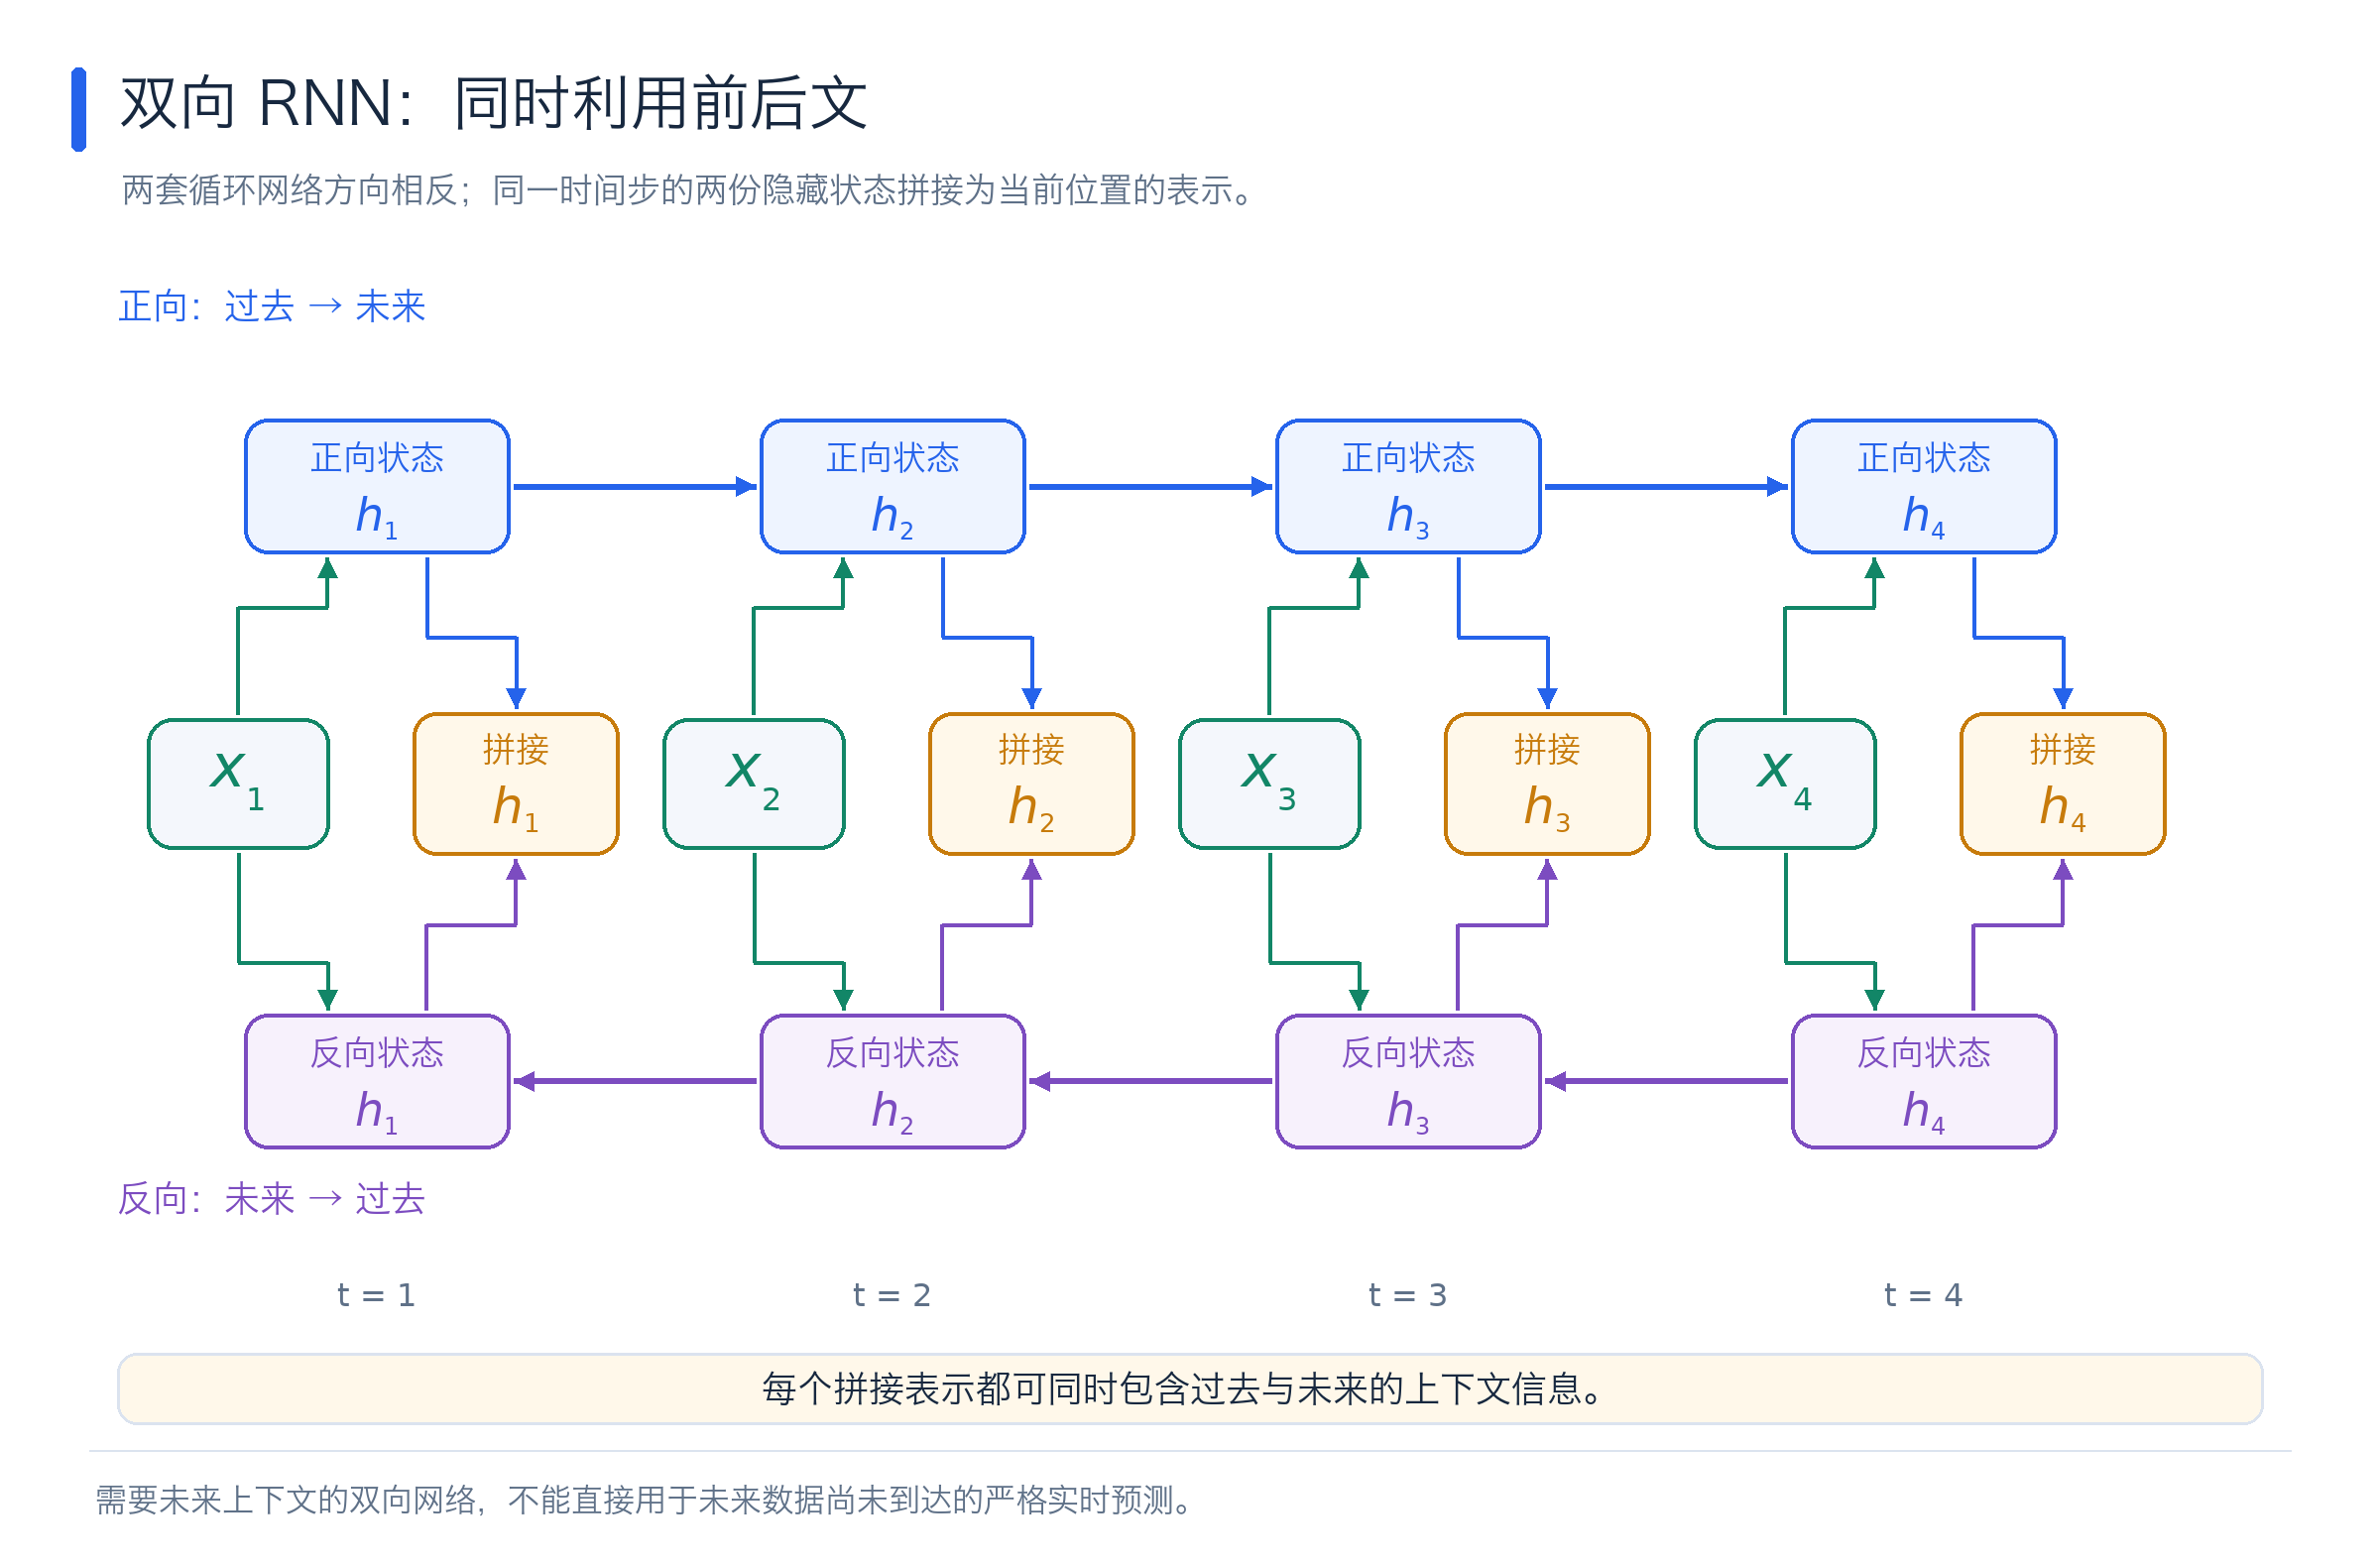 双向 RNN：同时利用前后文
两套循环网络方向相反；同一时间步的两份隐藏状态拼接为当前位置的表示。
正向：过去 → 未来
正向状态 正向状态 正向状态 正向状态
h₁ h₂ h₃ h₄
拼接 拼接 拼接 拼接
x₁ h₁ x₂ h₂ x₃ h₃ x₄ h₄
反向状态 反向状态 反向状态 反向状态
h₁ h₂ h₃ h₄
反向：未来 → 过去
t = 1 t = 2 t = 3 t = 4
每个拼接表示都可同时包含过去与未来的上下文信息。
需要未来上下文的双向网络，不能直接用于未来数据尚未到达的严格实时预测。